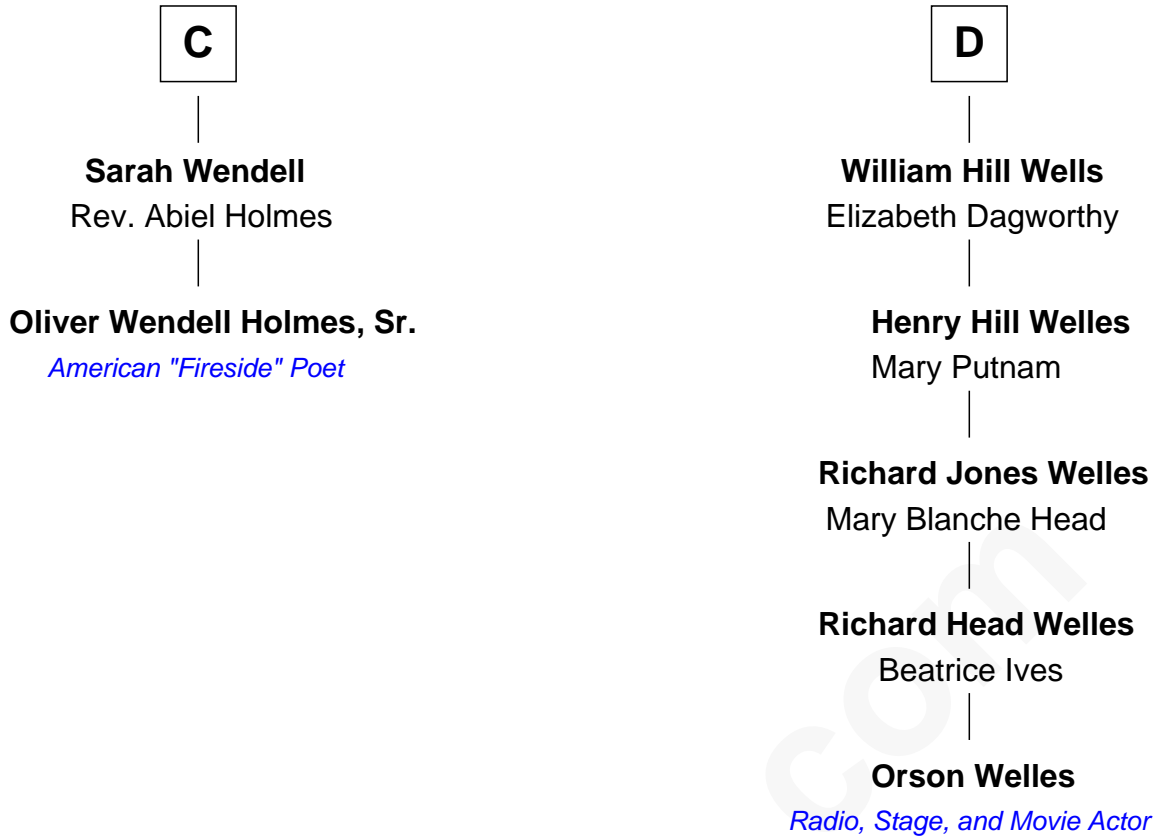 C
Sarah Wendell
Rev. Abiel Holmes
Oliver Wendell Holmes, Sr.
American "Fireside" Poet
D
William Hill Wells
Elizabeth Dagworthy
Henry Hill Welles
Mary Putnam
Richard Jones Welles
Mary Blanche Head
Richard Head Welles
Beatrice Ives
Orson Welles
Radio, Stage, and Movie Actor
com